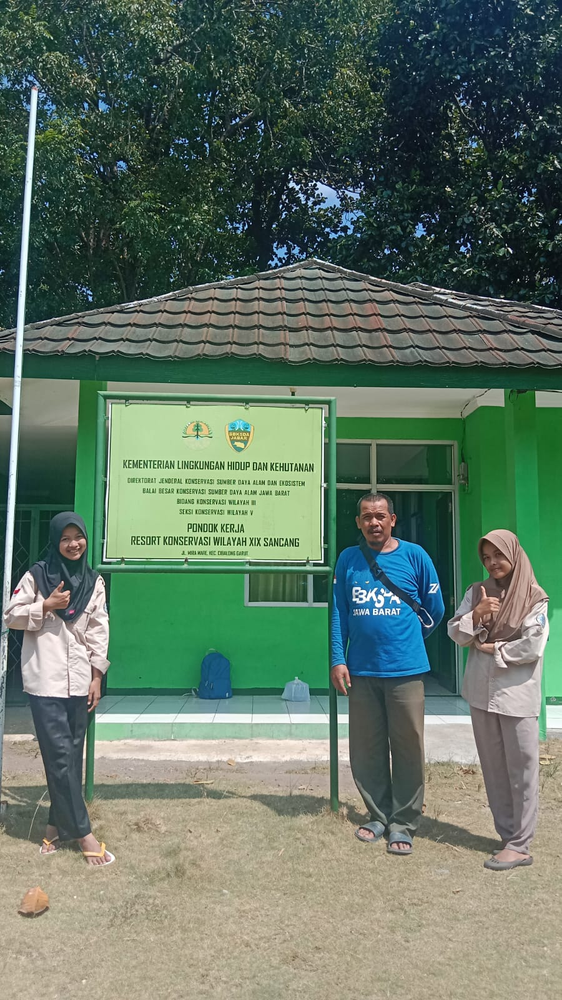 BBKSDA
JABAR
KEMENTERIAN LINGKUNGAN HIDUP DAN KEHUTANAN
DIREKTORAT JENDERAL KONSERVASI SUMBER DAYA ALAM DAN EKOSISTEM
BALAI BESAR KONSERVASI SUMBER DAYA ALAM JAWA BARAT
BIDANG KONSERVASI WILAYAH III
SEKSI KONSERVASI WILAYAH V
PONDOK KERJA
RESORT KONSERVASI WILAYAH XIX SANCANG
JL. MIRA MARE, KEC. CIBALONG GARUT
BBKSDA
JAWA BARAT